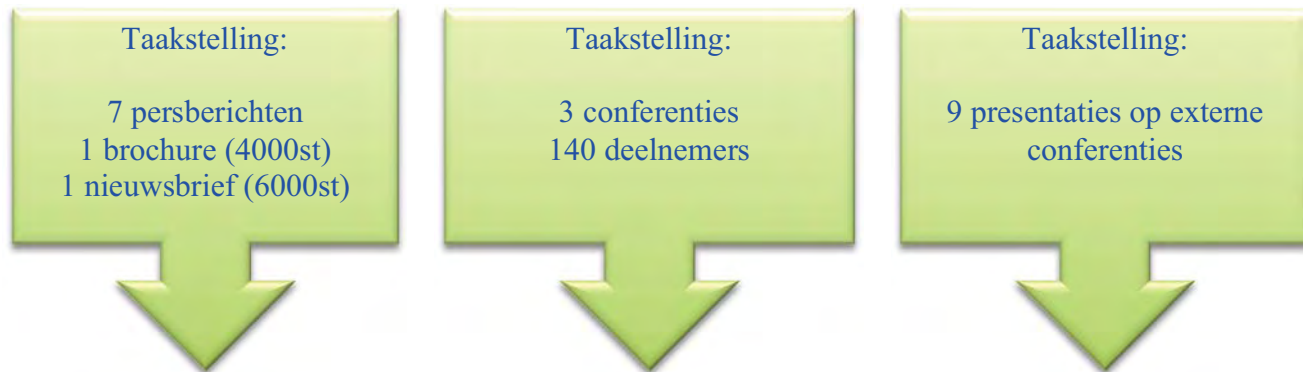 Taakstelling:
7 persberichten
1 brochure (4000st)
1 nieuwsbrief (6000st)
Taakstelling:
3 conferenties
140 deelnemers
Taakstelling:
9 presentaties op externe
conferenties